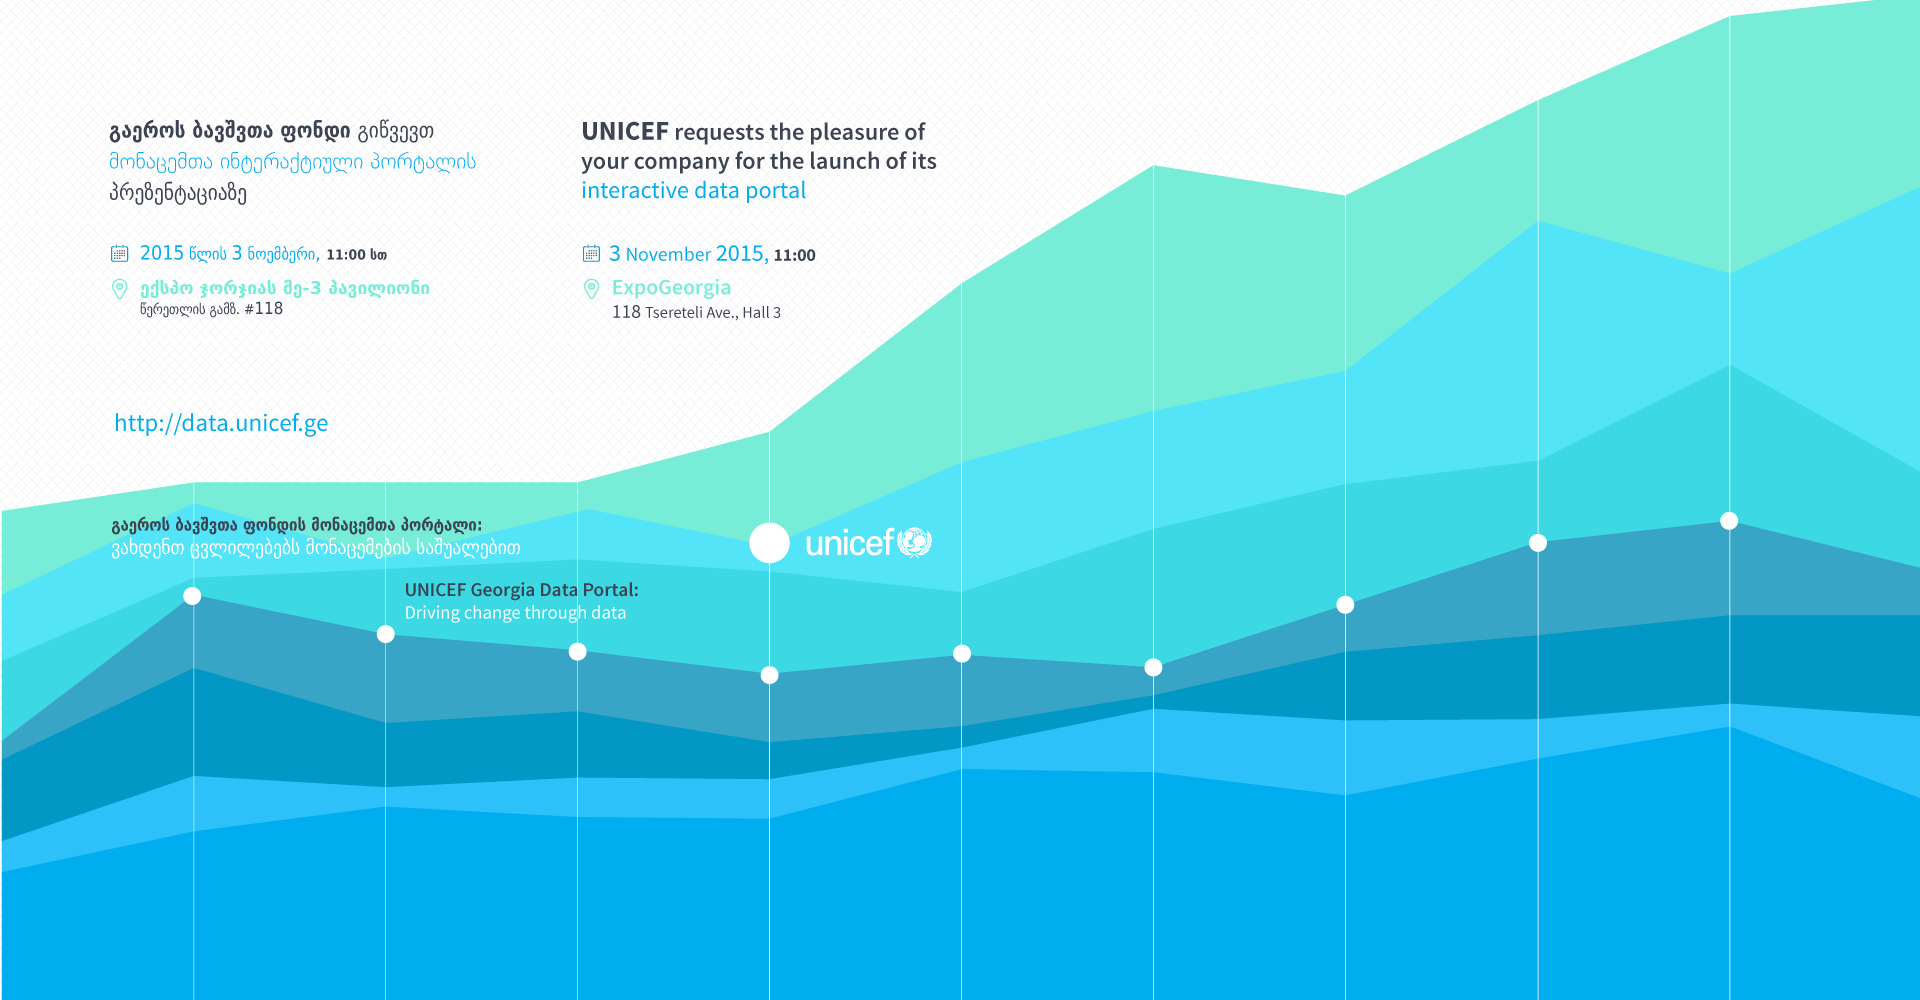 გაეროს ბავშვთა ფონდი გიწვევთ
მონაცემთა ინტერაქტიული პორტალის
პრეზენტაციაზე
2015 წლის 3 ნოემბერი, 11:00 სთ
ექსპო ჯორჯიას მე-3 პავილიონი
წერეთლის გამზ. #118
UNICEF requests the pleasure of
your company for the launch of its
interactive data portal
3 November 2015, 11:00
ExpoGeorgia
118 Tsereteli Ave., Hall 3
http://data.unicef.ge
გაეროს ბავშვთა ფონდის მონაცემთა პორტალი:
ვახდენთ ცვლილებებს მონაცემების საშუალებით
unicef
UNICEF Georgia Data Portal:
Driving change through data